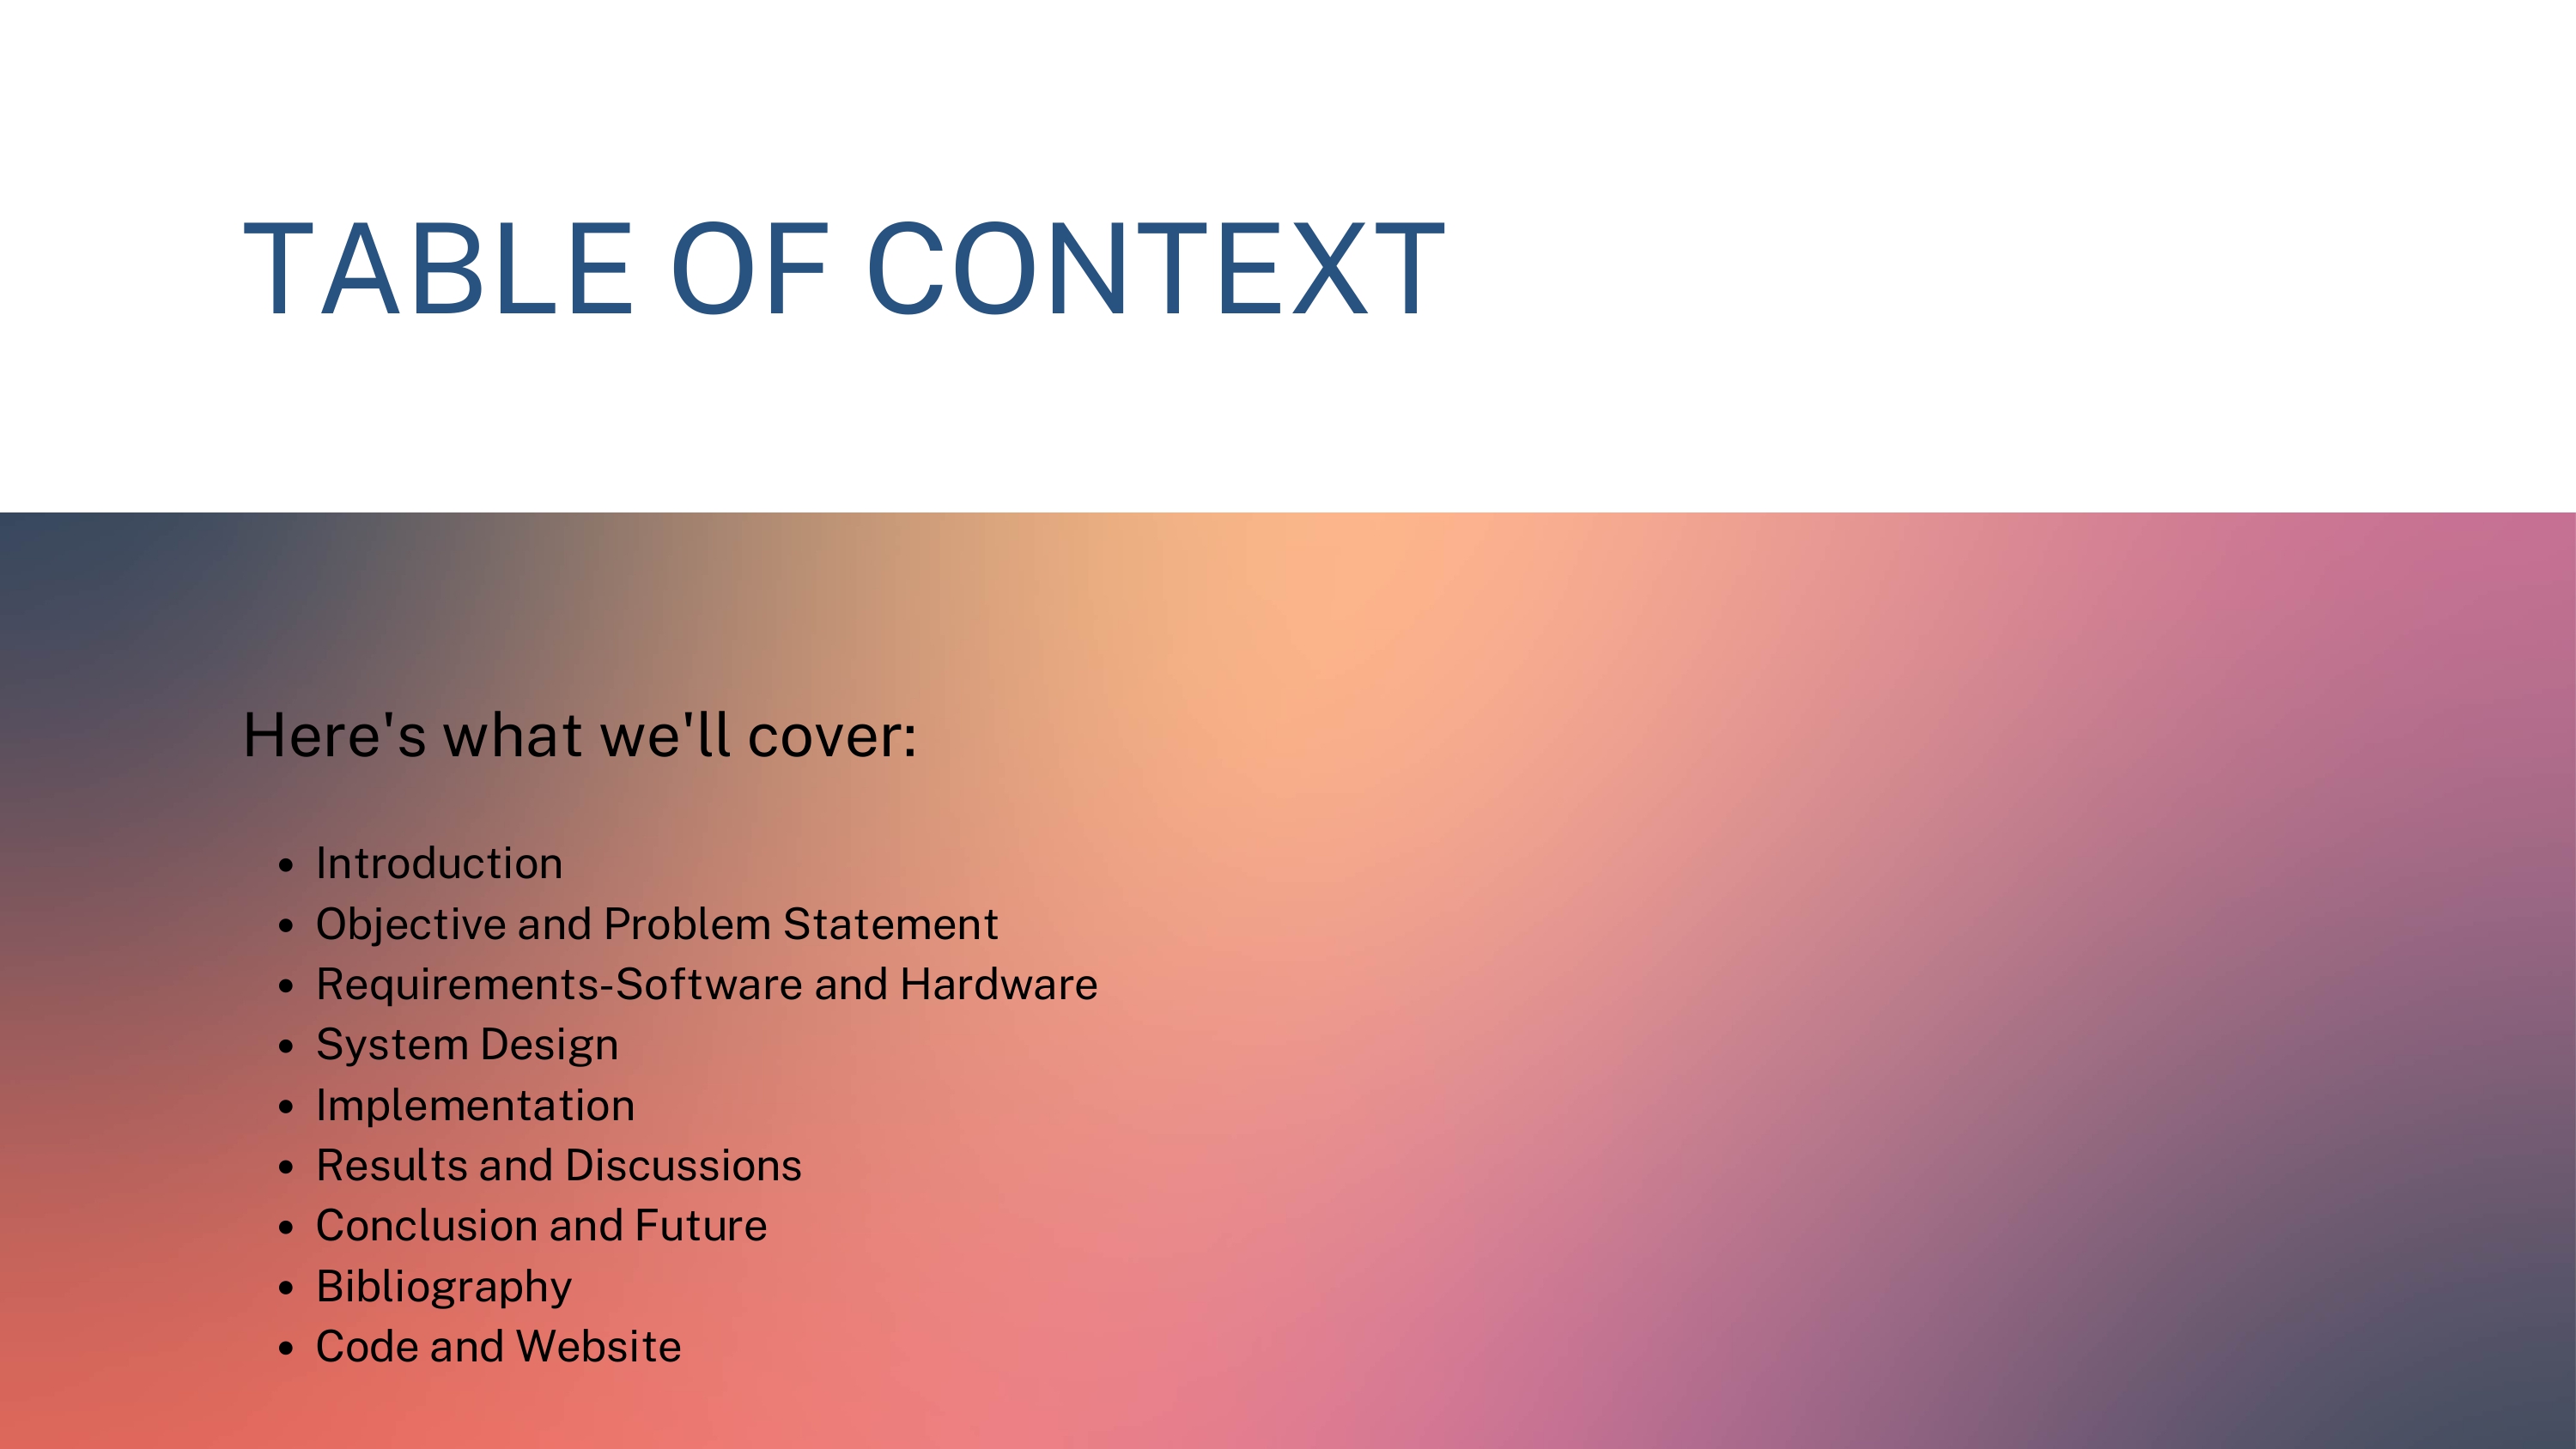 TABLE OF CONTEXT
Here's what we'll cover:
• Introduction
• Objective and Problem Statement
• Requirements-Software and Hardware
• System Design
• Implementation
• Results and Discussions
• Conclusion and Future
• Bibliography
• Code and Website